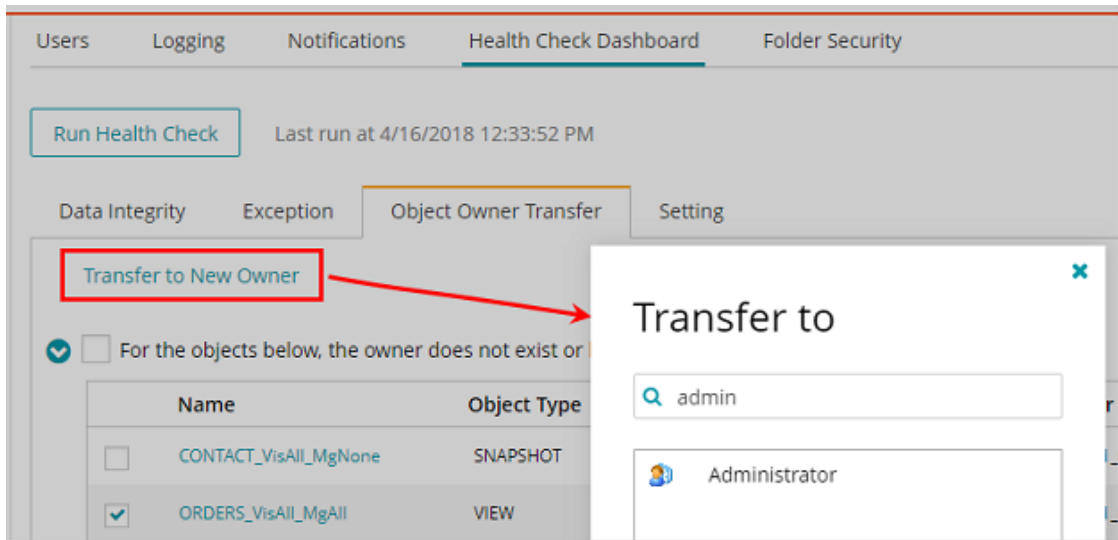 Users Logging Notifications Health Check Dashboard Folder Security
Run Health Check Last run at 4/16/2018 12:33:52 PM
Data Integrity Exception Object Owner Transfer Setting
Transfer to New Owner
For the objects below, the owner does not exist or
Name Object Type
CONTACT_VisAll_MgNone SNAPSHOT
ORDERS_VisAll_MgAll VIEW
Transfer to
admin
Administrator